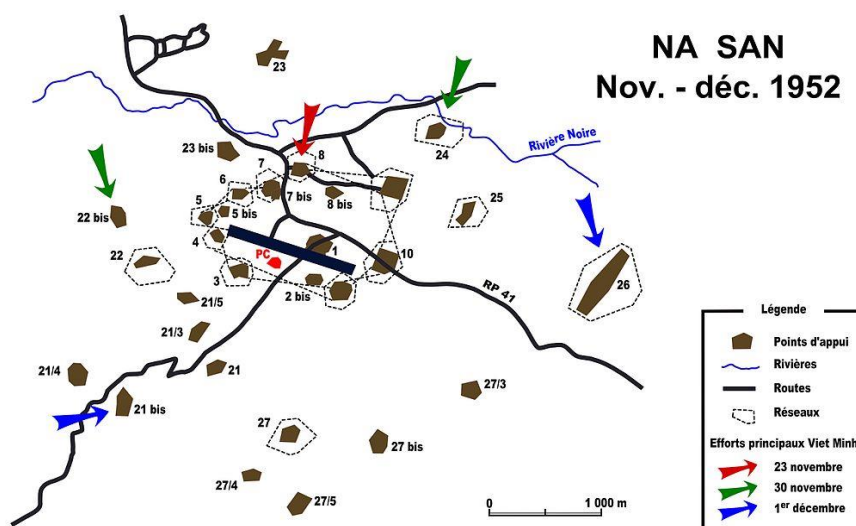 NA SAN
Nov. - déc. 1952
23
Rivière Noire
24
8
23 bis
7
6
7 bis
8 bis
25
5
5 bis
22 bis
4
1
PC
10
22
3
2 bis
26
RP 41
21/5
21/3
21/4
21
21 bis
27/3
27
27 bis
27/4
27/5
0
1 000 m
Légende
Points d'appui
Rivières
Routes
Réseaux
Efforts principaux Viet Minh
23 novembre
30 novembre
1er décembre